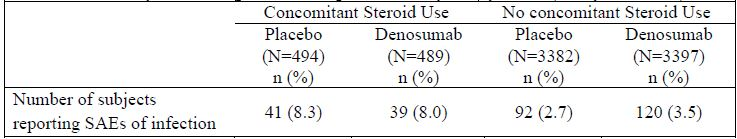 Concomitant Steroid Use No concomitant Steroid Use
Placebo Denosumab Placebo Denosumab
(N=494) (N=489) (N=3382) (N=3397)
n (%) n (%) n (%) n (%)
Number of subjects
reporting SAEs of infection 41 (8.3) 39 (8.0) 92 (2.7) 120 (3.5)